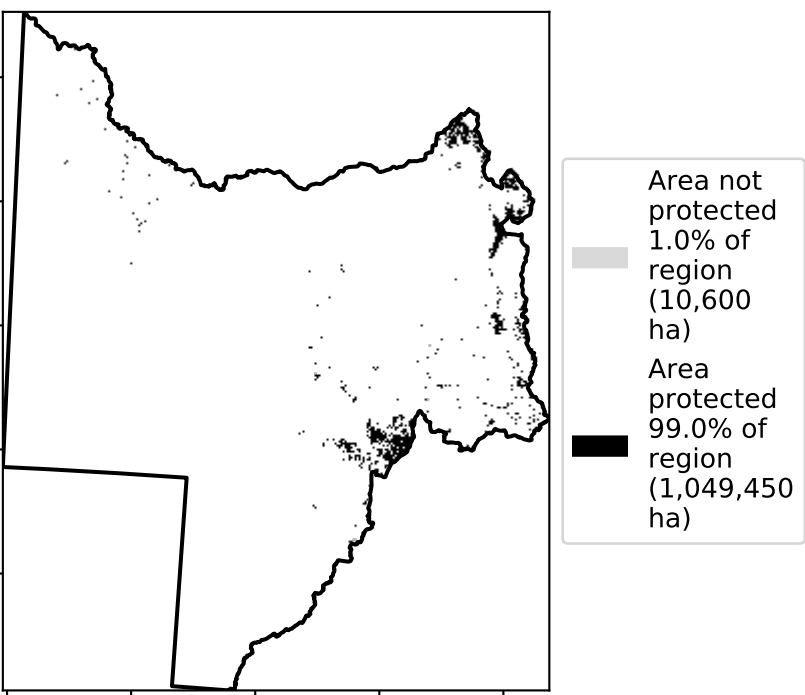 Area not
protected
1.0% of
region
(10,600
ha)
Area
protected
99.0% of
region
(1,049,450
ha)